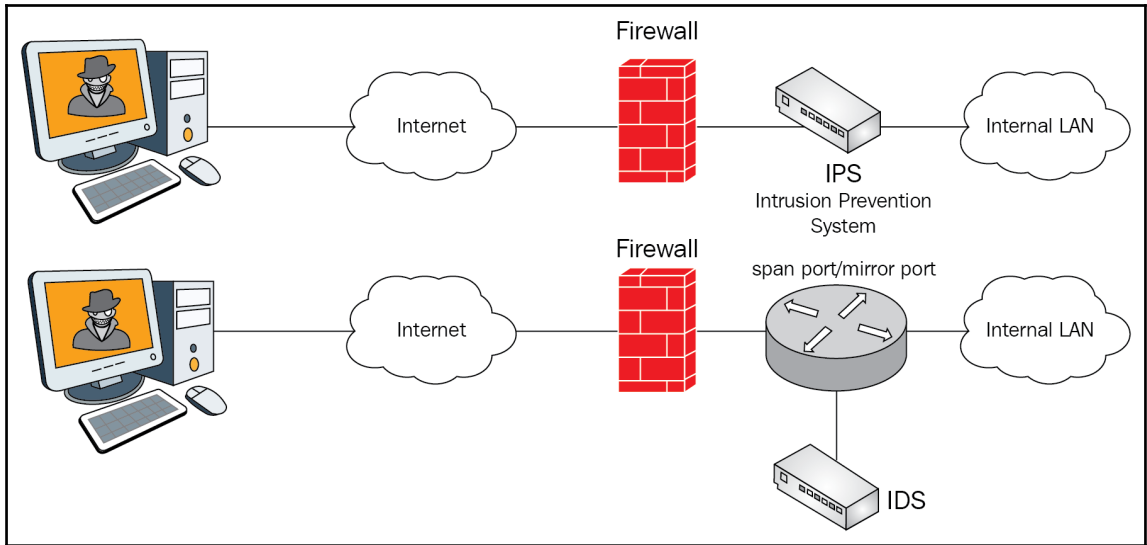 Firewall
Internet
Internal LAN
IPS
Intrusion Prevention
System
Firewall
span port/mirror port
Internet
Internal LAN
IDS